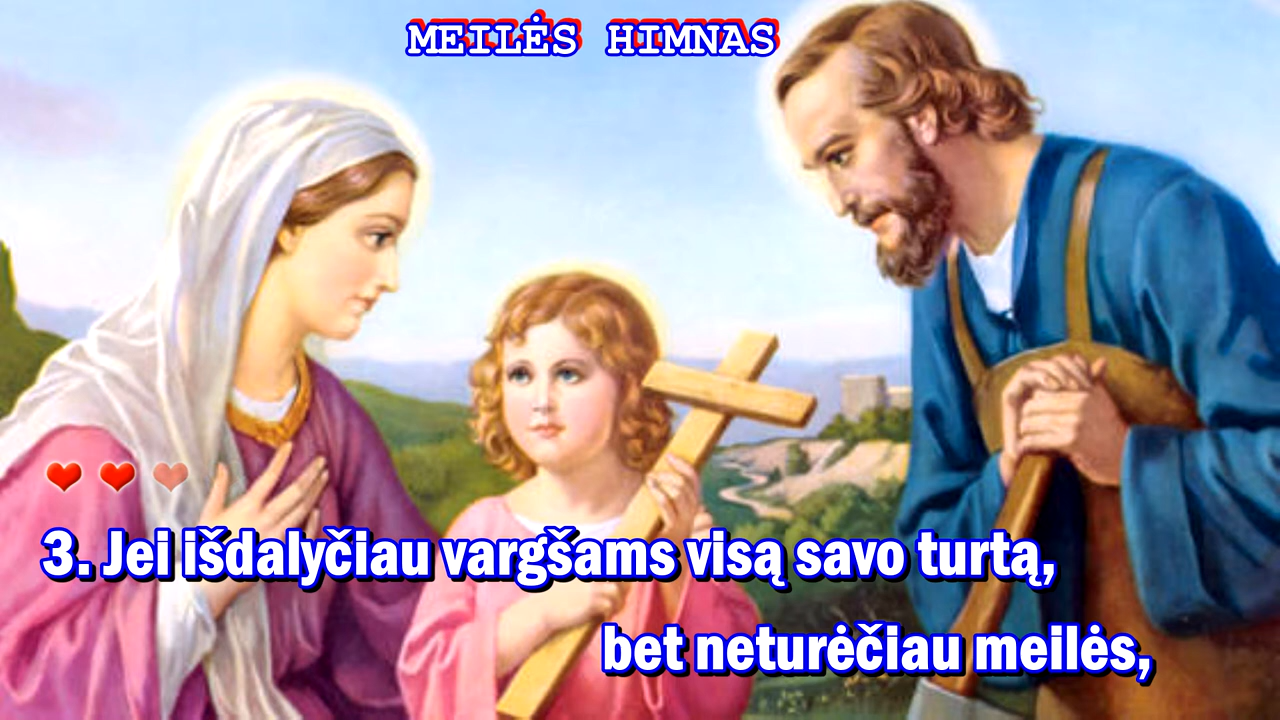 MEILĖS HIMNAS
3. Jei išdalyčiau vargšams visą savo turtą,
bet neturėčiau meilės,